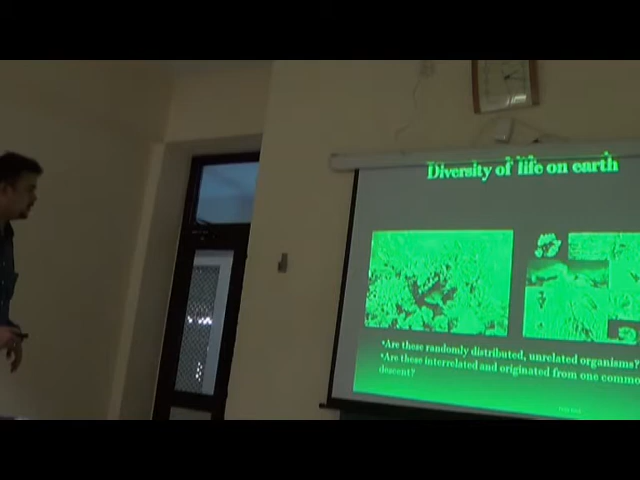 Diversity of life on earth
•Are these randomly distributed, unrelated organisms?
•Are these interrelated and originated from one commo
descent?